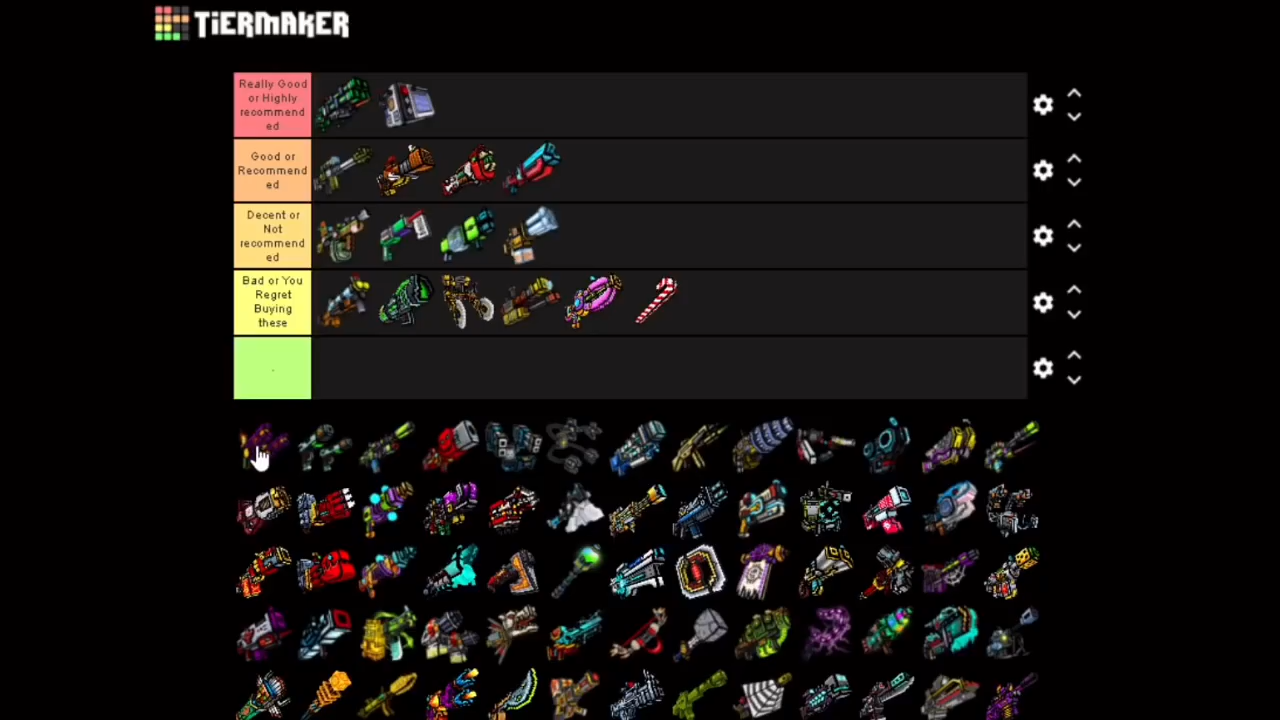 TiERMAKER
Really Good
or Highly
recommend
ed
Good or
Recommend
ed
Decent or
Not
recommend
ed
Bad or You
Regret
Buying
these
.